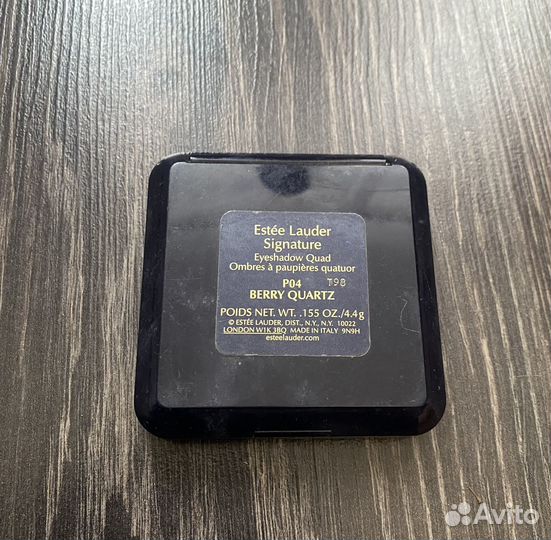 Estée Lauder
Signature
Eyeshadow Quad
Ombres à paupières quatuor
P04 T98
BERRY QUARTZ
POIDS NET. WT. .155 OZ./4.4g
© ESTÉE LAUDER, DIST., N.Y., N.Y. 10022
LONDON W1K 3BQ MADE IN ITALY 9N9H
esteelauder.com
Avito